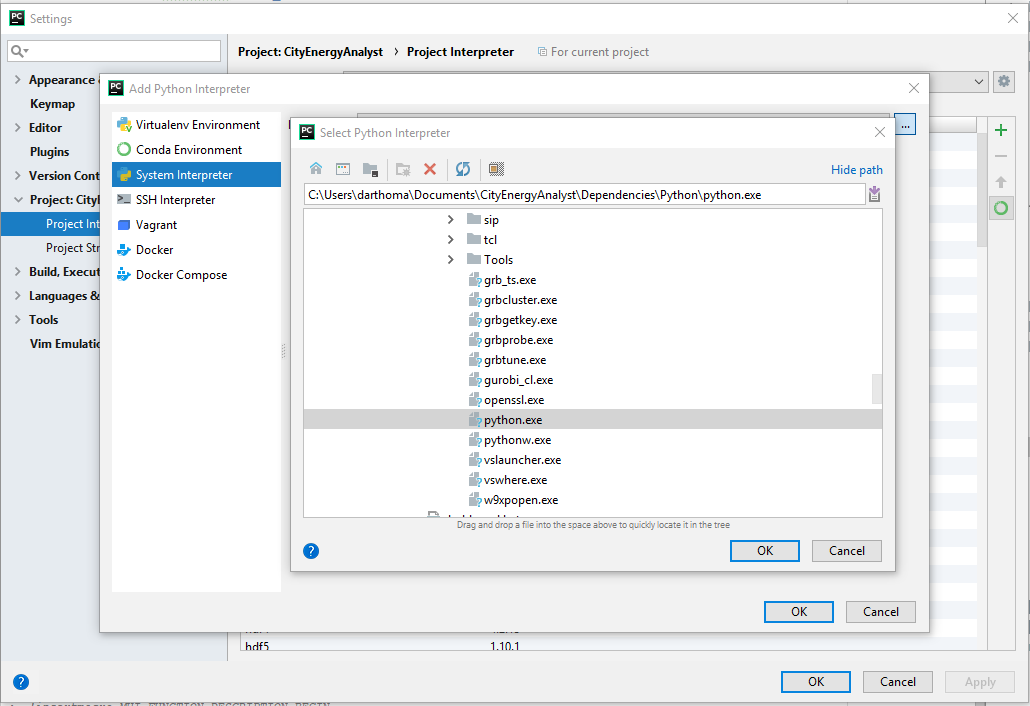 Settings
Project: CityEnergyAnalyst › Project Interpreter For current project
Appearance
Keymap
Editor
Plugins
Version Cont
Project: City
Project Int
Project Str
Build, Execut
Languages &
Tools
Vim Emulatic
Add Python Interpreter
Virtualenv Environment
Conda Environment
System Interpreter
SSH Interpreter
Vagrant
Docker
Docker Compose
...
Select Python Interpreter
Hide path
C:\Users\darthoma\Documents\CityEnergyAnalyst\Dependencies\Python\python.exe
sip
tcl
Tools
grb_ts.exe
grbcluster.exe
grbgetkey.exe
grbprobe.exe
grbtune.exe
gurobi_cl.exe
openssl.exe
python.exe
pythonw.exe
vslauncher.exe
vswhere.exe
w9xpopen.exe
Drag and drop a file into the space above to quickly locate it in the tree
OK Cancel
OK Cancel
hdf5 1.10.1
OK Cancel Apply